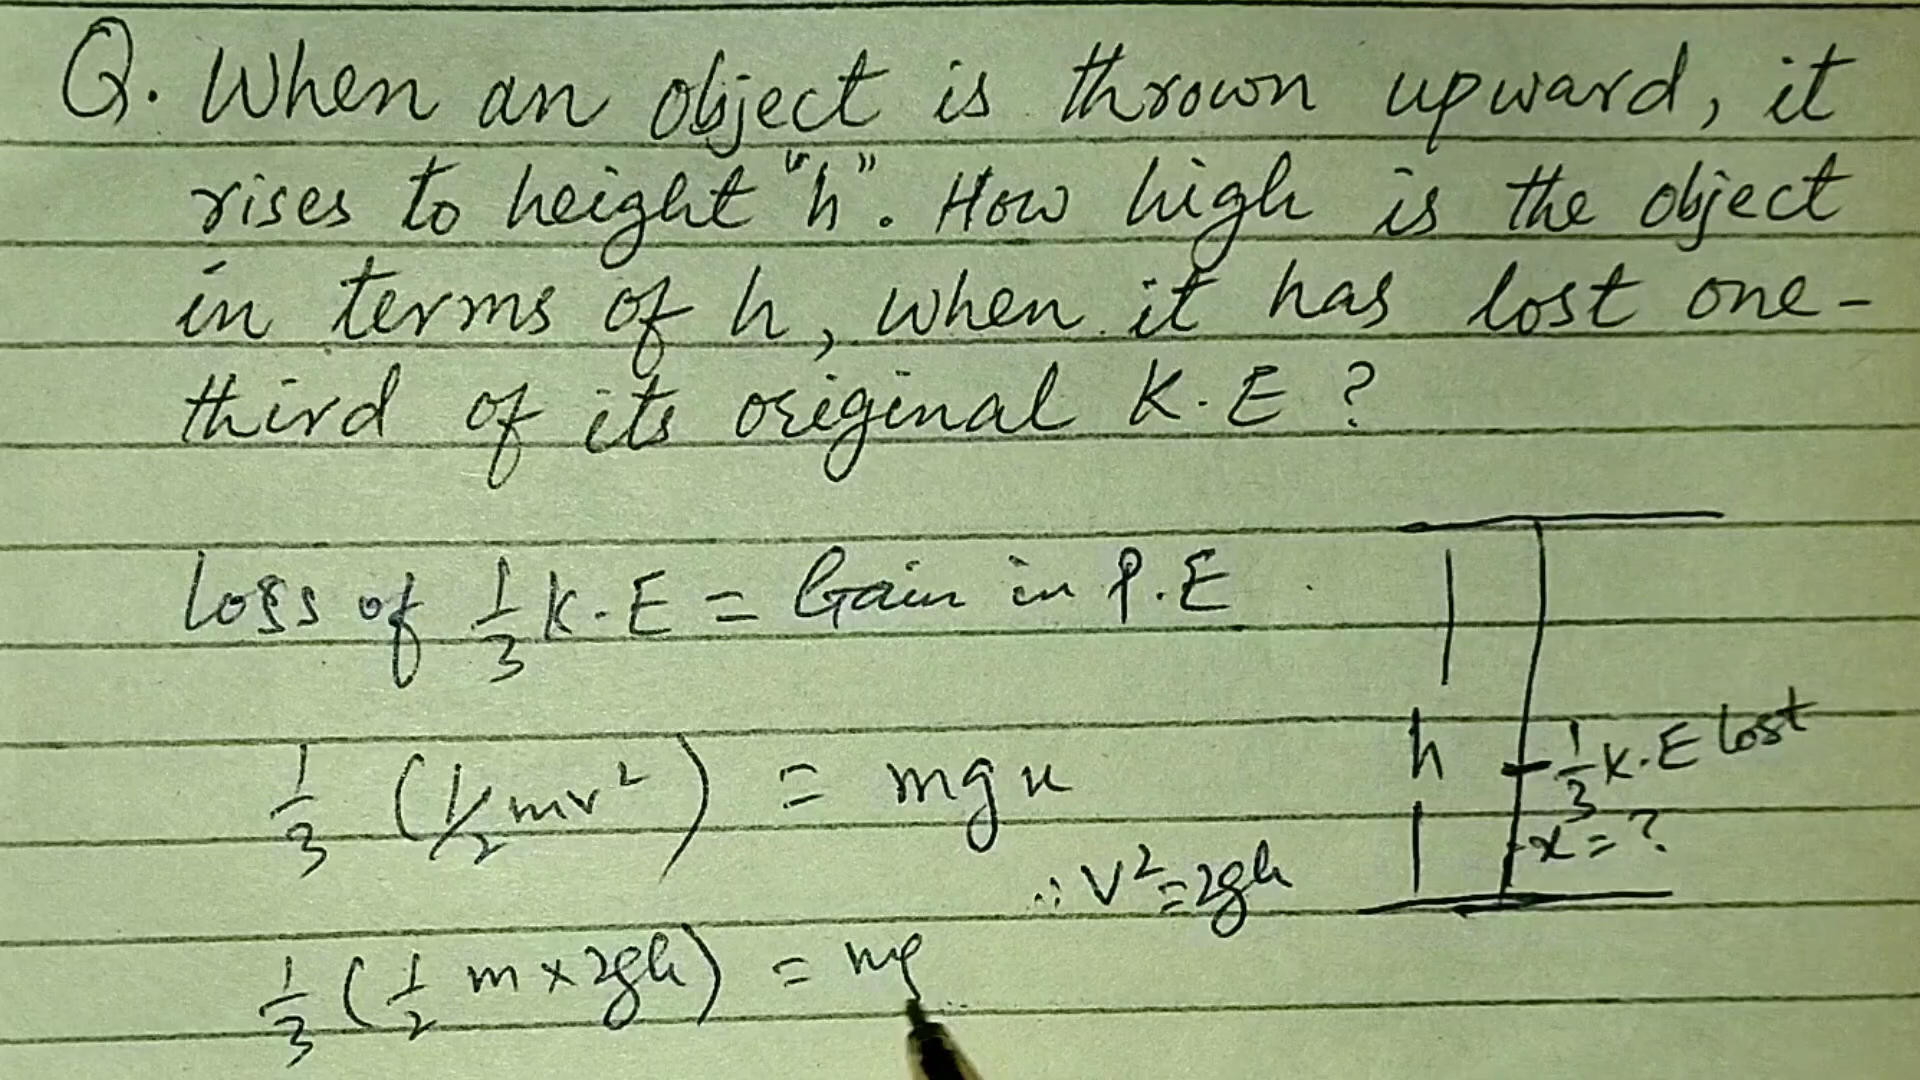 Q. When an object is thrown upward, it
rises to height "h". How high is the object
in terms of h, when it has lost one-
third of its original K.E ?
Loss of 1/3 K.E = Gain in P.E
1/3 (1/2 mv²) = mgx
∴ V² = 2gh
1/3 (1/2 m × 2gh) = mg
h
1/3 K.E lost
x = ?